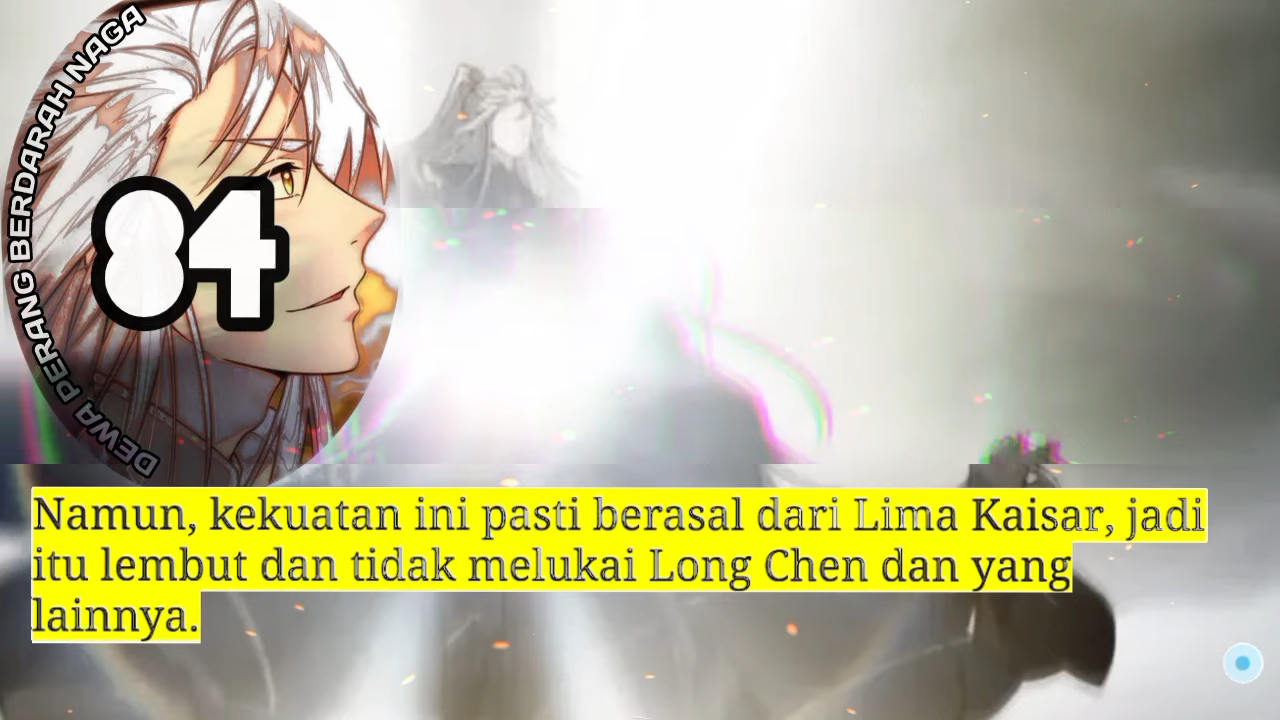 DEWA PERANG BERDARAH NAGA
84
Namun, kekuatan ini pasti berasal dari Lima Kaisar, jadi
itu lembut dan tidak melukai Long Chen dan yang
lainnya.